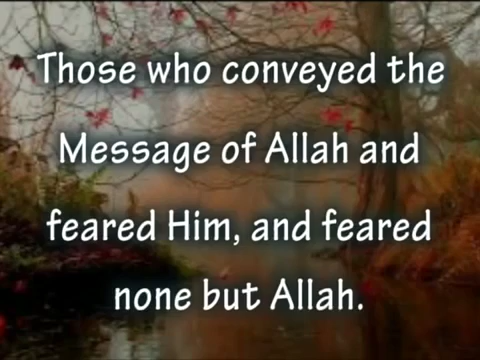 Those who conveyed the
Message of Allah and
feared Him, and feared
none but Allah.